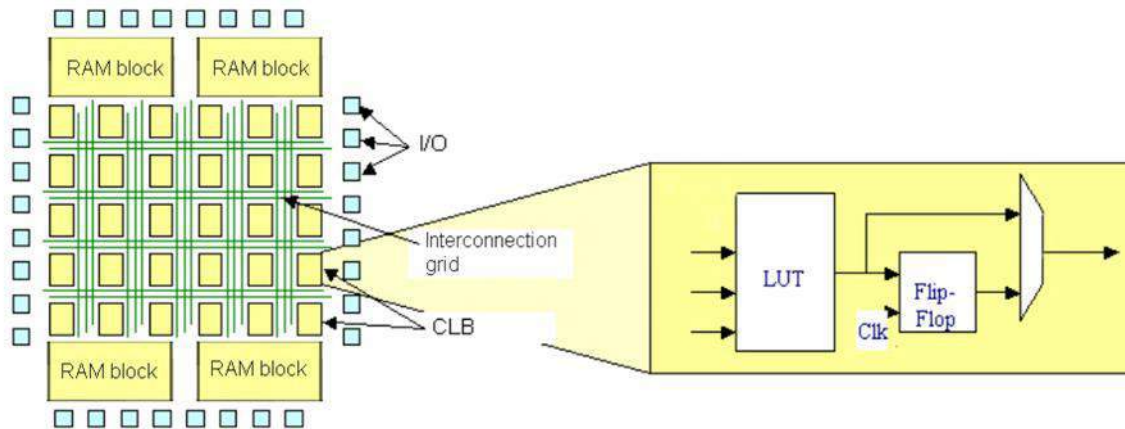 RAM block
RAM block
I/O
Interconnection
grid
CLB
RAM block
RAM block
LUT
Flip-
Flop
Clk